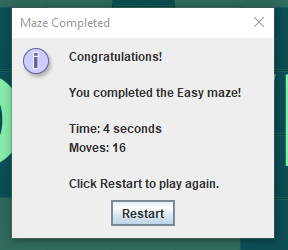 Maze Completed
Congratulations!
You completed the Easy maze!
Time: 4 seconds
Moves: 16
Click Restart to play again.
Restart